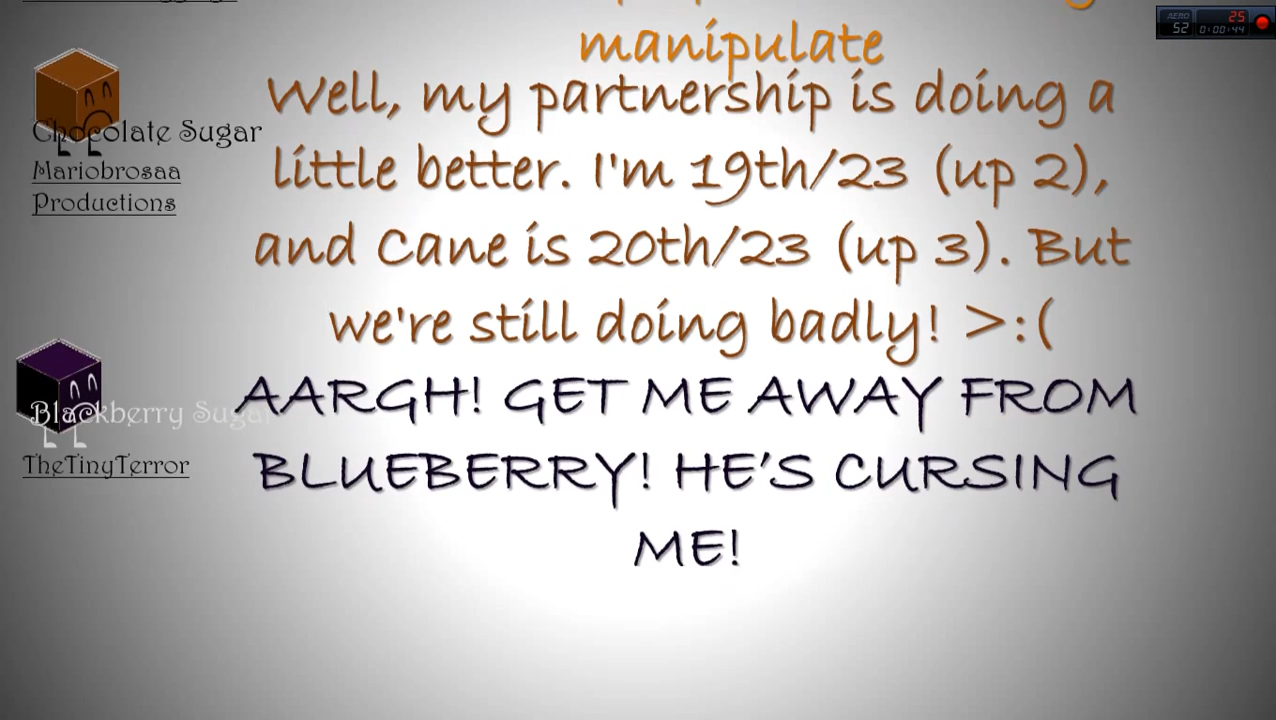 manipulate
Chocolate Sugar
Mariobrosaa
Productions
Well, my partnership is doing a
little better. I'm 19th/23 (up 2),
and Cane is 20th/23 (up 3). But
we're still doing badly! >:(
Blackberry Sugar
TheTinyTerror
AARGH! GET ME AWAY FROM
BLUEBERRY! HE’S CURSING
ME!
AERO
52
25
0:00:44